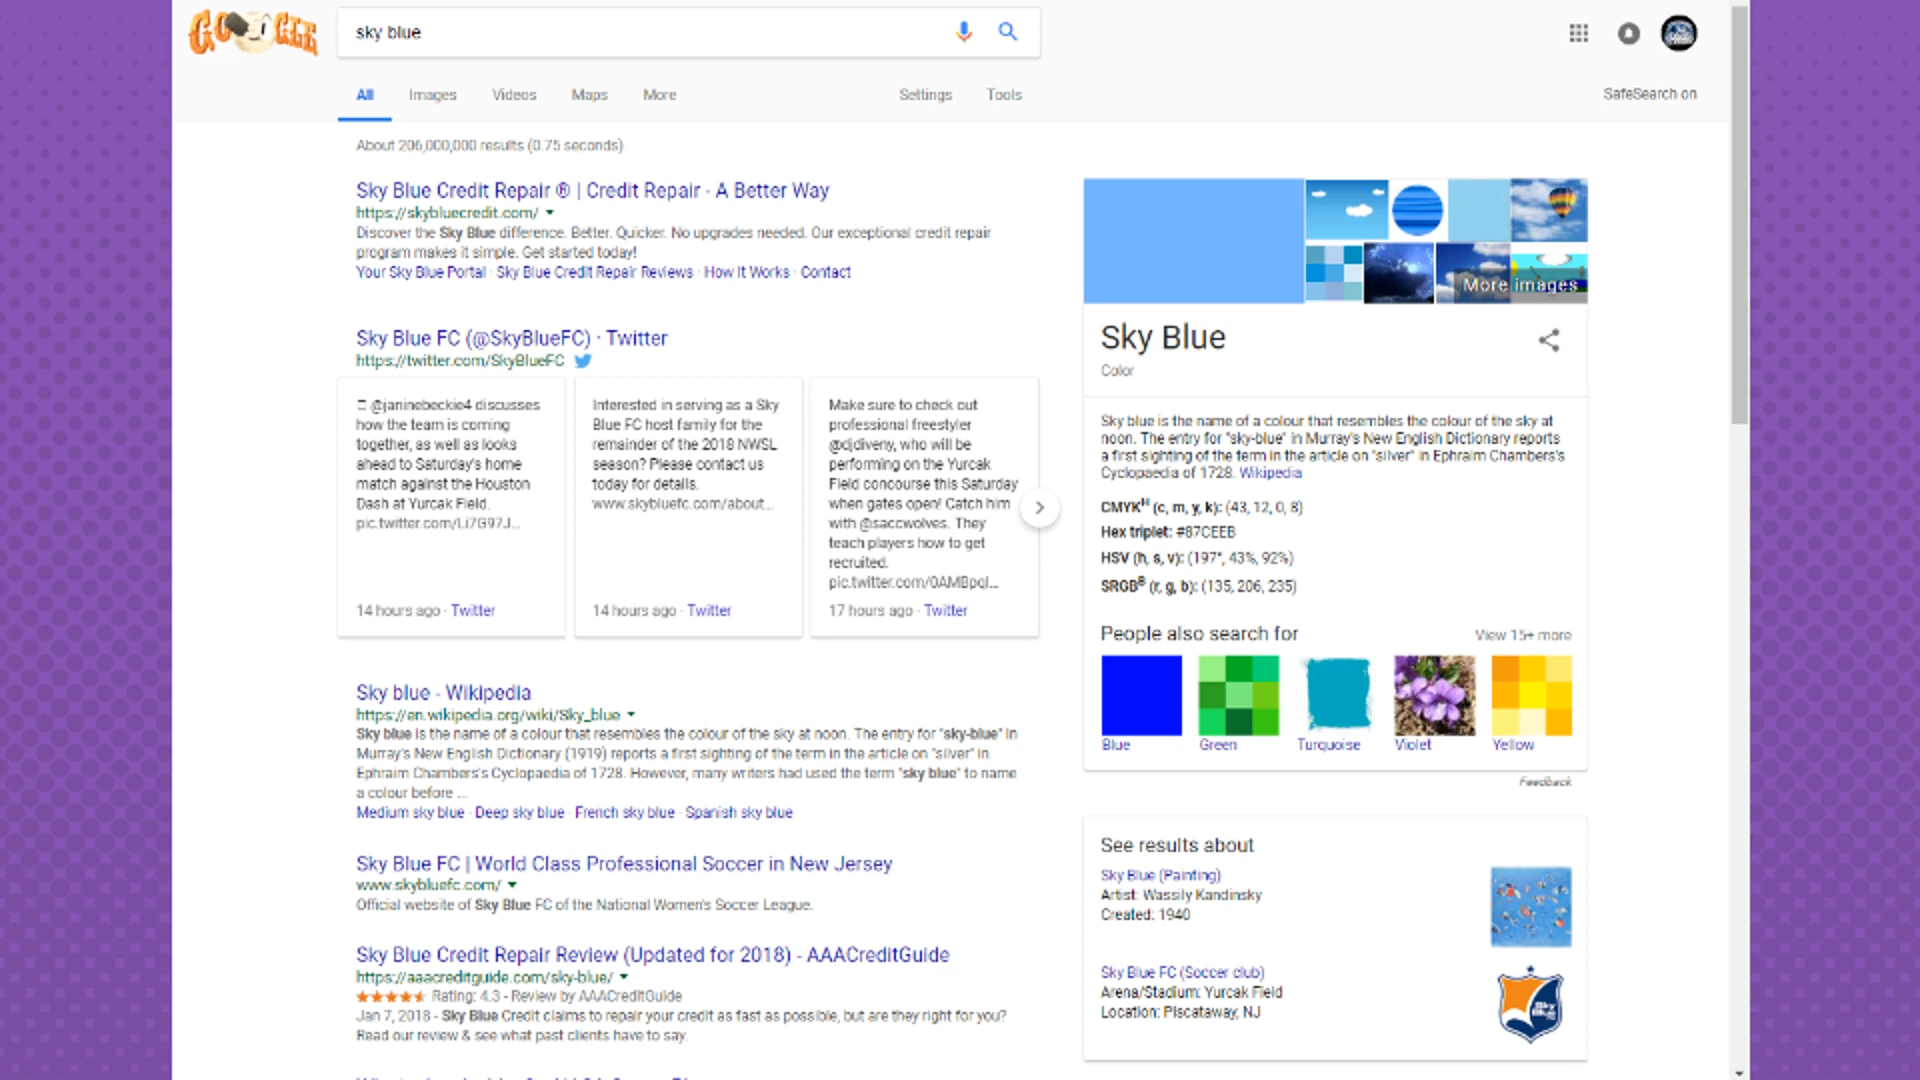 GOOGLE
sky blue
All Images Videos Maps More Settings Tools
SafeSearch on
About 206,000,000 results (0.75 seconds)
Sky Blue Credit Repair ® | Credit Repair - A Better Way
https://skybluecredit.com/
Discover the Sky Blue difference. Better. Quicker. No upgrades needed. Our exceptional credit repair
program makes it simple. Get started today!
Your Sky Blue Portal · Sky Blue Credit Repair Reviews · How It Works · Contact
Sky Blue FC (@SkyBlueFC) · Twitter
https://twitter.com/SkyBlueFC
@janinebeckie4 discusses
how the team is coming
together, as well as looks
ahead to Saturday's home
match against the Houston
Dash at Yurcak Field.
pic.twitter.com/Li7G97J...
14 hours ago · Twitter
Interested in serving as a Sky
Blue FC host family for the
remainder of the 2018 NWSL
season? Please contact us
today for details.
www.skybluefc.com/about...
14 hours ago · Twitter
Make sure to check out
professional freestyler
@djdiveny, who will be
performing on the Yurcak
Field concourse this Saturday
when gates open! Catch him
with @saccwolves. They
teach players how to get
recruited.
pic.twitter.com/0AMBpql...
17 hours ago · Twitter
Sky blue - Wikipedia
https://en.wikipedia.org/wiki/Sky_blue
Sky blue is the name of a colour that resembles the colour of the sky at noon. The entry for "sky-blue" in
Murray's New English Dictionary (1919) reports a first sighting of the term in the article on "silver" in
Ephraim Chambers's Cyclopaedia of 1728. However, many writers had used the term "sky blue" to name
a colour before ...
Medium sky blue · Deep sky blue · French sky blue · Spanish sky blue
Sky Blue FC | World Class Professional Soccer in New Jersey
www.skybluefc.com/
Official website of Sky Blue FC of the National Women's Soccer League.
Sky Blue Credit Repair Review (Updated for 2018) - AAACreditGuide
https://aaacreditguide.com/sky-blue/
Rating: 4.3 - Review by AAACreditGuide
Jan 7, 2018 - Sky Blue Credit claims to repair your credit as fast as possible, but are they right for you?
Read our review & see what past clients have to say.
More images
Sky Blue
Color
Sky blue is the name of a colour that resembles the colour of the sky at
noon. The entry for "sky-blue" in Murray's New English Dictionary reports
a first sighting of the term in the article on "silver" in Ephraim Chambers's
Cyclopaedia of 1728. Wikipedia
CMYKH (c, m, y, k): (43, 12, 0, 8)
Hex triplet: #87CEEB
HSV (h, s, v): (197°, 43%, 92%)
SRGBB (r, g, b): (135, 206, 235)
People also search for View 15+ more
Blue Green Turquoise Violet Yellow
Feedback
See results about
Sky Blue (Painting)
Artist: Wassily Kandinsky
Created: 1940
Sky Blue FC (Soccer club)
Arena/Stadium: Yurcak Field
Location: Piscataway, NJ
Sky
Blue